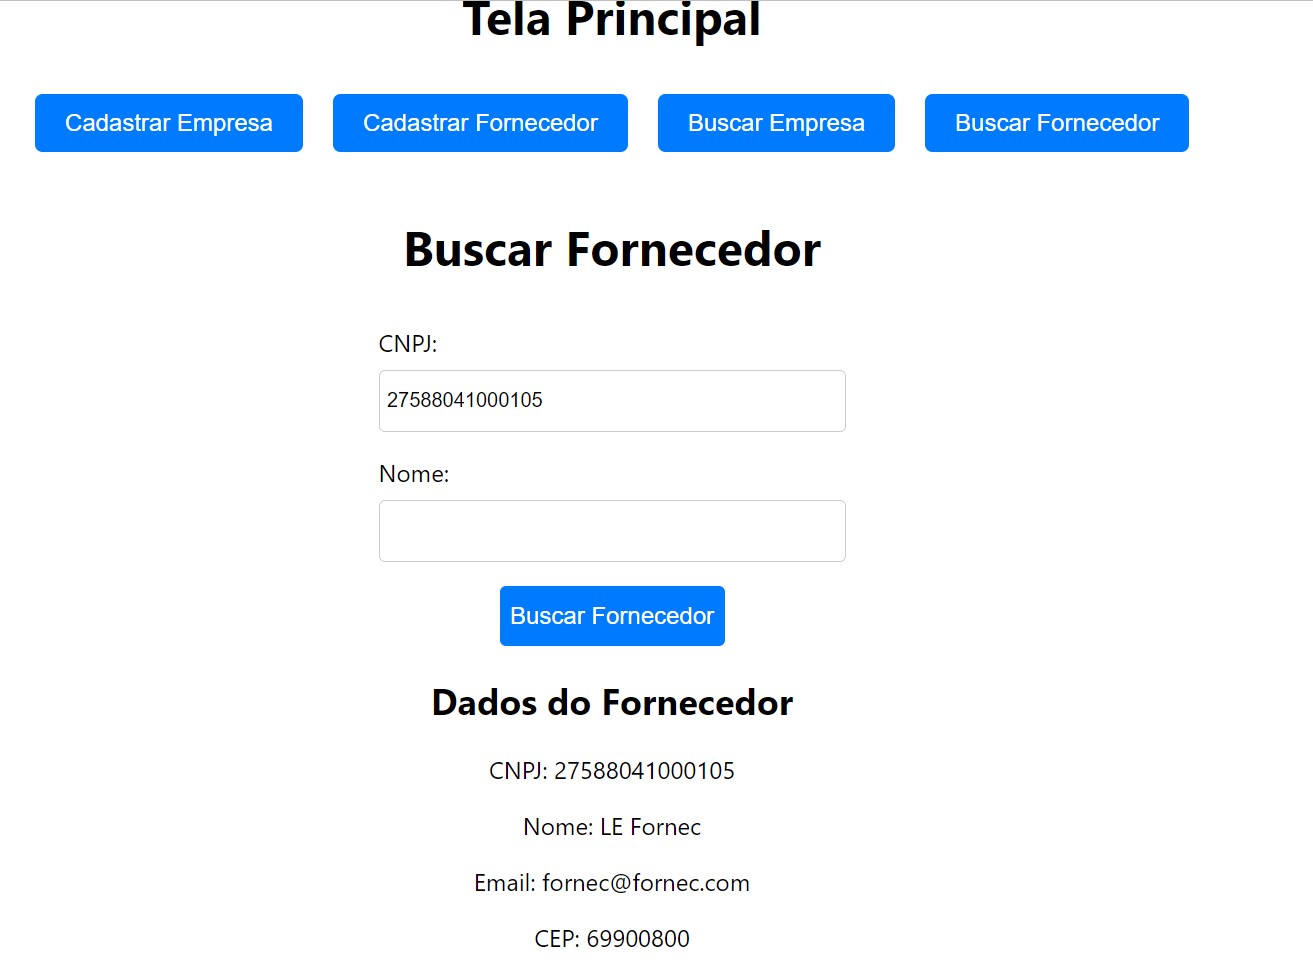 Tela Principal
Cadastrar Empresa Cadastrar Fornecedor Buscar Empresa Buscar Fornecedor
Buscar Fornecedor
CNPJ:
27588041000105
Nome:
Buscar Fornecedor
Dados do Fornecedor
CNPJ: 27588041000105
Nome: LE Fornec
Email: fornec@fornec.com
CEP: 69900800